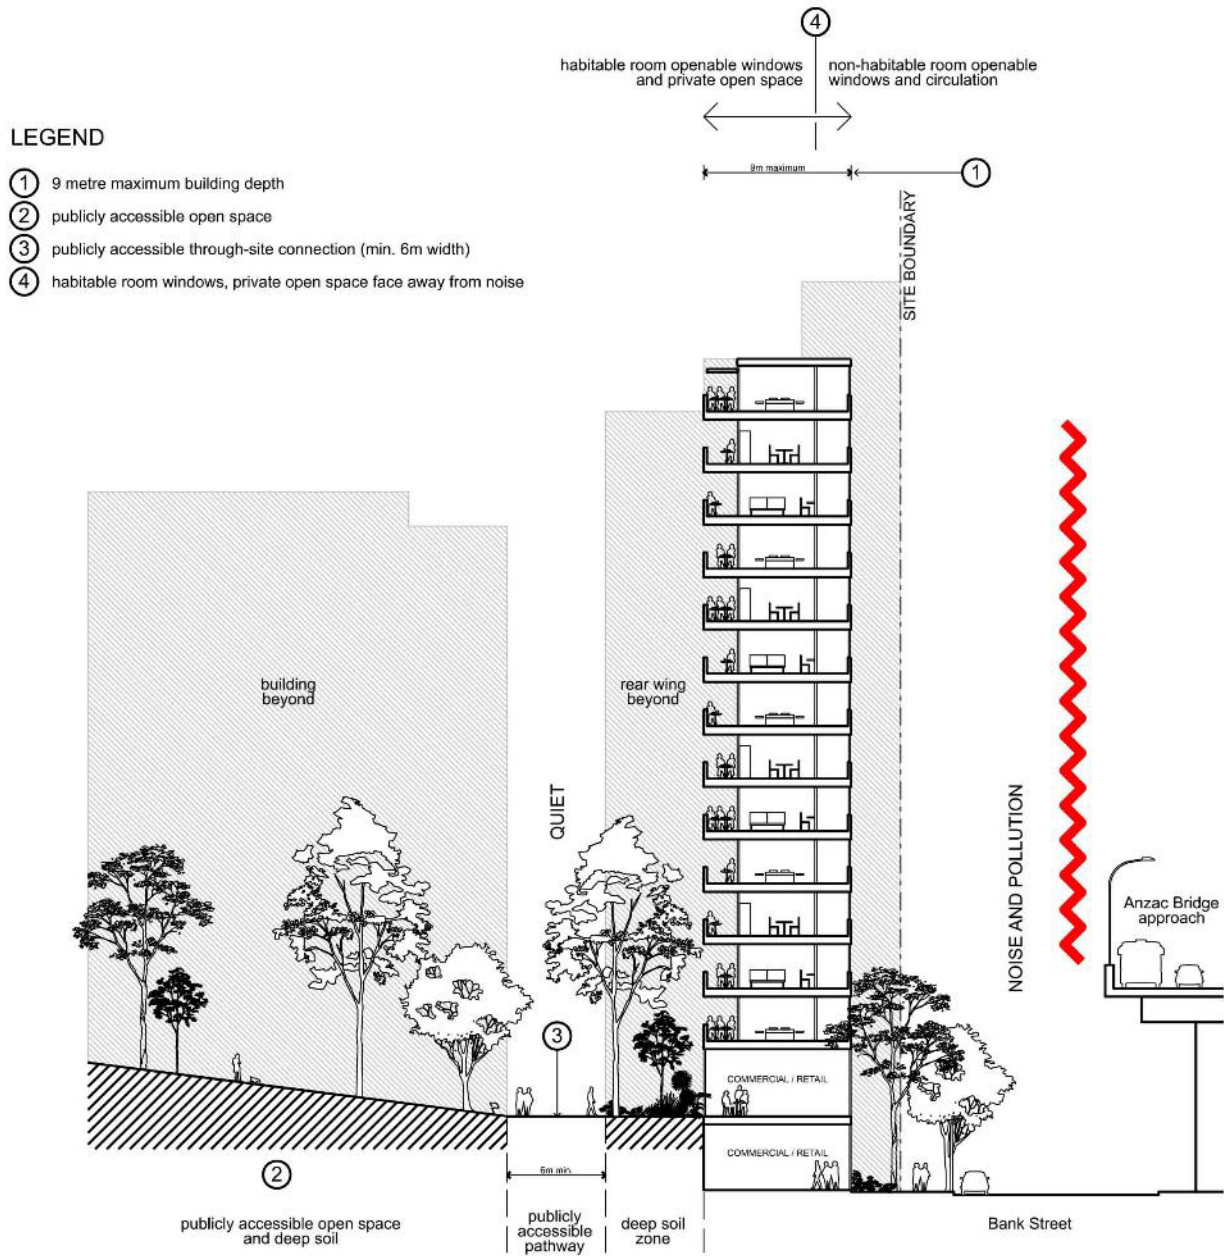 4
habitable room openable windows
and private open space
non-habitable room openable
windows and circulation
LEGEND
1 9 metre maximum building depth
2 publicly accessible open space
3 publicly accessible through-site connection (min. 6m width)
4 habitable room windows, private open space face away from noise
9m maximum
1
SITE BOUNDARY
building
beyond
rear wing
beyond
QUIET
NOISE AND POLLUTION
Anzac Bridge
approach
3
COMMERCIAL / RETAIL
COMMERCIAL / RETAIL
2
6m min.
publicly accessible open space
and deep soil
publicly
accessible
pathway
deep soil
zone
Bank Street